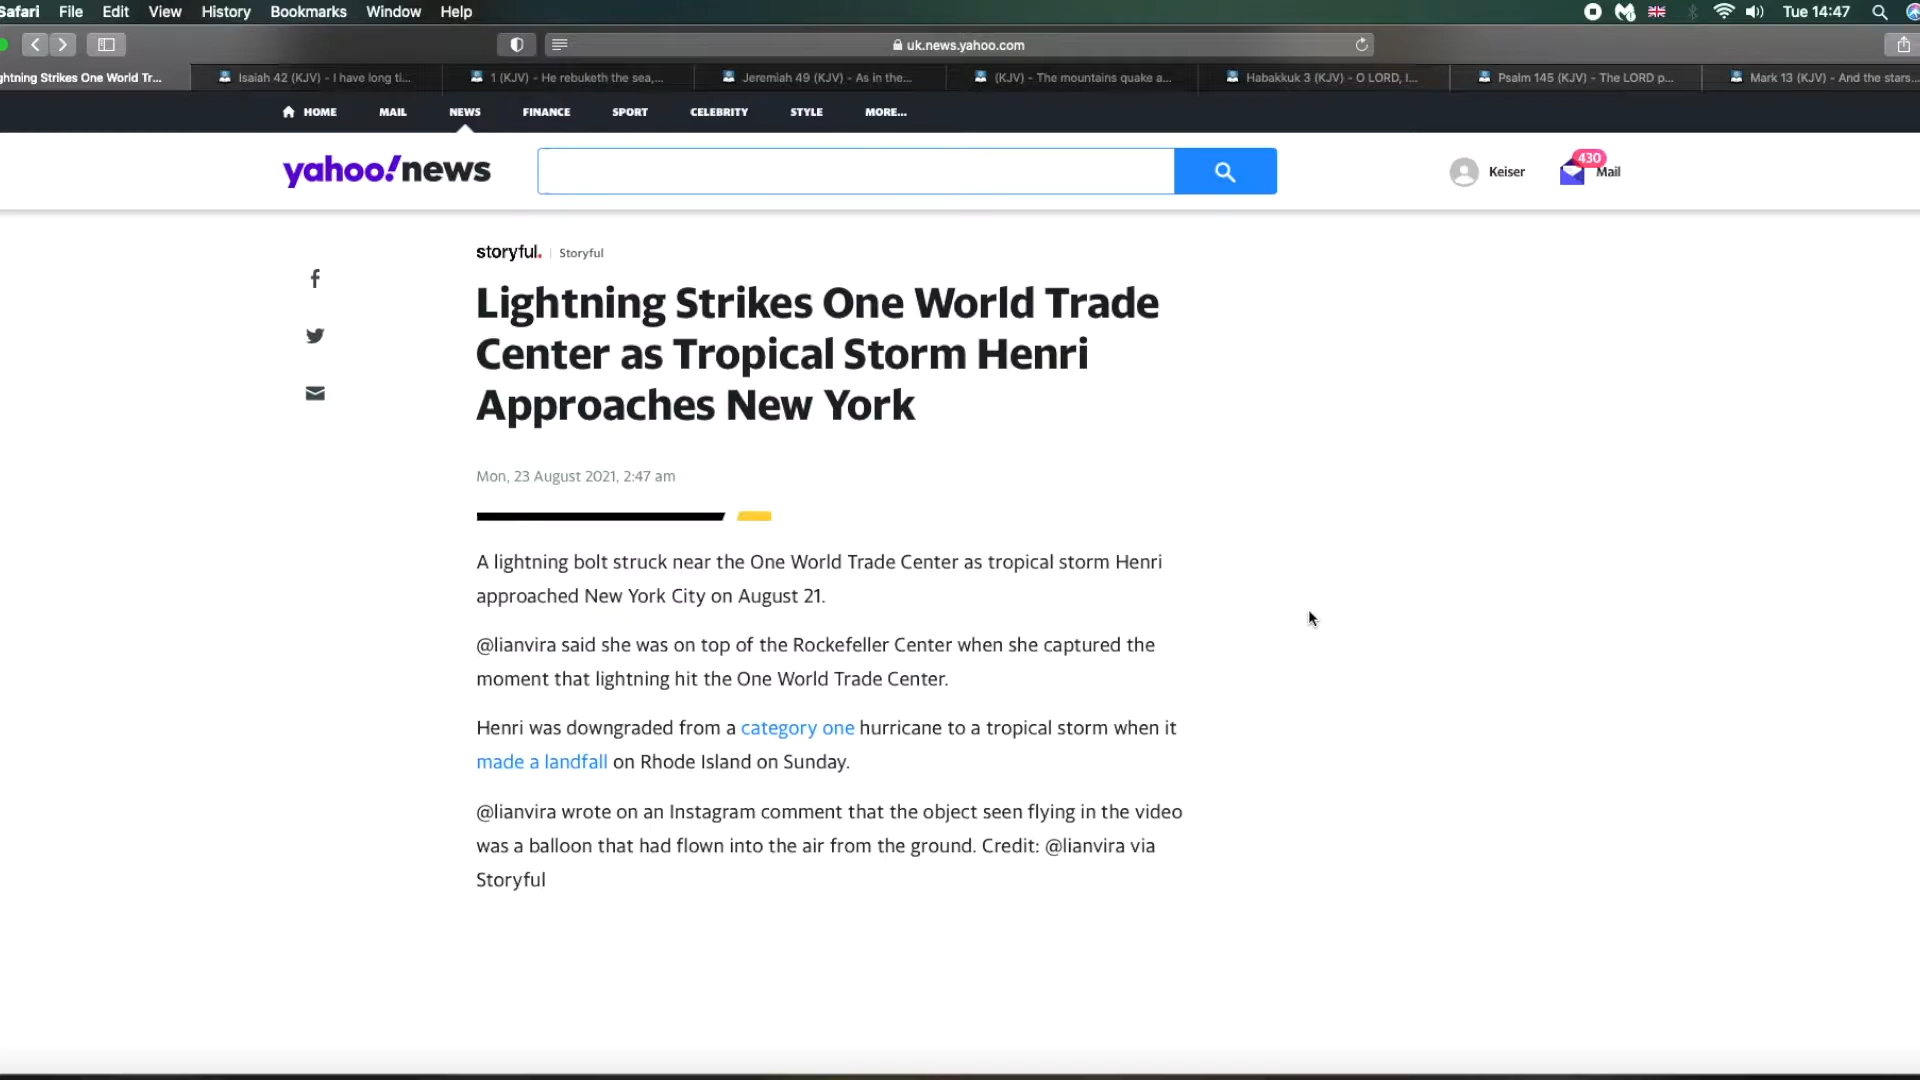 Safari File Edit View History Bookmarks Window Help Tue 14:47
uk.news.yahoo.com
ghtning Strikes One World Tr... Isaiah 42 (KJV) - I have long ti... 1 (KJV) - He rebuketh the sea,... Jeremiah 49 (KJV) - As in the... (KJV) - The mountains quake a... Habakkuk 3 (KJV) - O LORD, I... Psalm 145 (KJV) - The LORD p... Mark 13 (KJV) - And the stars...
HOME MAIL NEWS FINANCE SPORT CELEBRITY STYLE MORE...
yahoo!news Keiser 430 Mail
storyful. Storyful
Lightning Strikes One World Trade
Center as Tropical Storm Henri
Approaches New York
Mon, 23 August 2021, 2:47 am
A lightning bolt struck near the One World Trade Center as tropical storm Henri
approached New York City on August 21.
@lianvira said she was on top of the Rockefeller Center when she captured the
moment that lightning hit the One World Trade Center.
Henri was downgraded from a category one hurricane to a tropical storm when it
made a landfall on Rhode Island on Sunday.
@lianvira wrote on an Instagram comment that the object seen flying in the video
was a balloon that had flown into the air from the ground. Credit: @lianvira via
Storyful